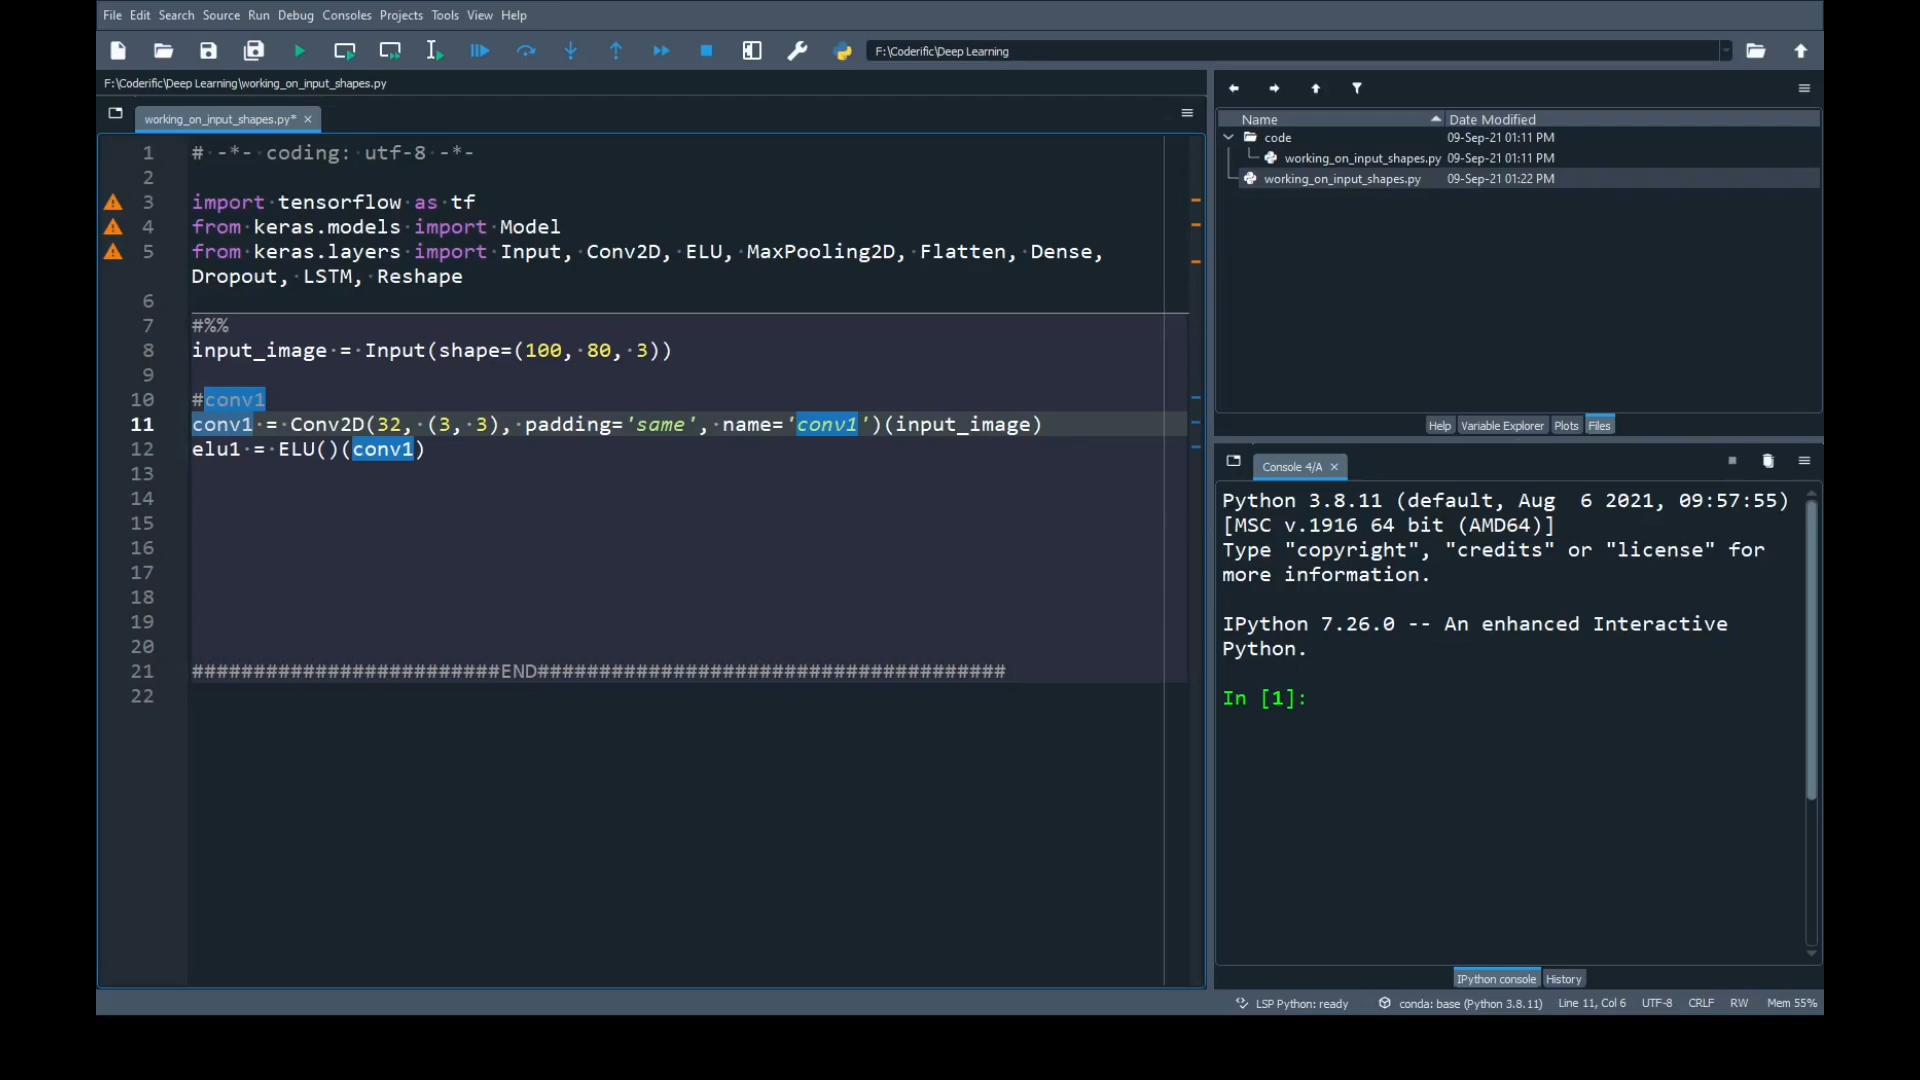 File Edit Search Source Run Debug Consoles Projects Tools View Help
F:\Coderific\Deep Learning
F:\Coderific\Deep Learning\working_on_input_shapes.py
working_on_input_shapes.py*
1 # -*- coding: utf-8 -*-
2
3 import tensorflow as tf
4 from keras.models import Model
5 from keras.layers import Input, Conv2D, ELU, MaxPooling2D, Flatten, Dense,
Dropout, LSTM, Reshape
6
7 #%%
8 input_image = Input(shape=(100, 80, 3))
9
10 #conv1
11 conv1 = Conv2D(32, (3, 3), padding='same', name='conv1')(input_image)
12 elu1 = ELU()(conv1)
13
14
15
16
17
18
19
20
21 #########################END######################################
22
Name Date Modified
code 09-Sep-21 01:11 PM
working_on_input_shapes.py 09-Sep-21 01:11 PM
working_on_input_shapes.py 09-Sep-21 01:22 PM
Help Variable Explorer Plots Files
Console 4/A
Python 3.8.11 (default, Aug  6 2021, 09:57:55)
[MSC v.1916 64 bit (AMD64)]
Type "copyright", "credits" or "license" for
more information.
IPython 7.26.0 -- An enhanced Interactive
Python.
In [1]:
IPython console History
LSP Python: ready conda: base (Python 3.8.11) Line 11, Col 6 UTF-8 CRLF RW Mem 55%